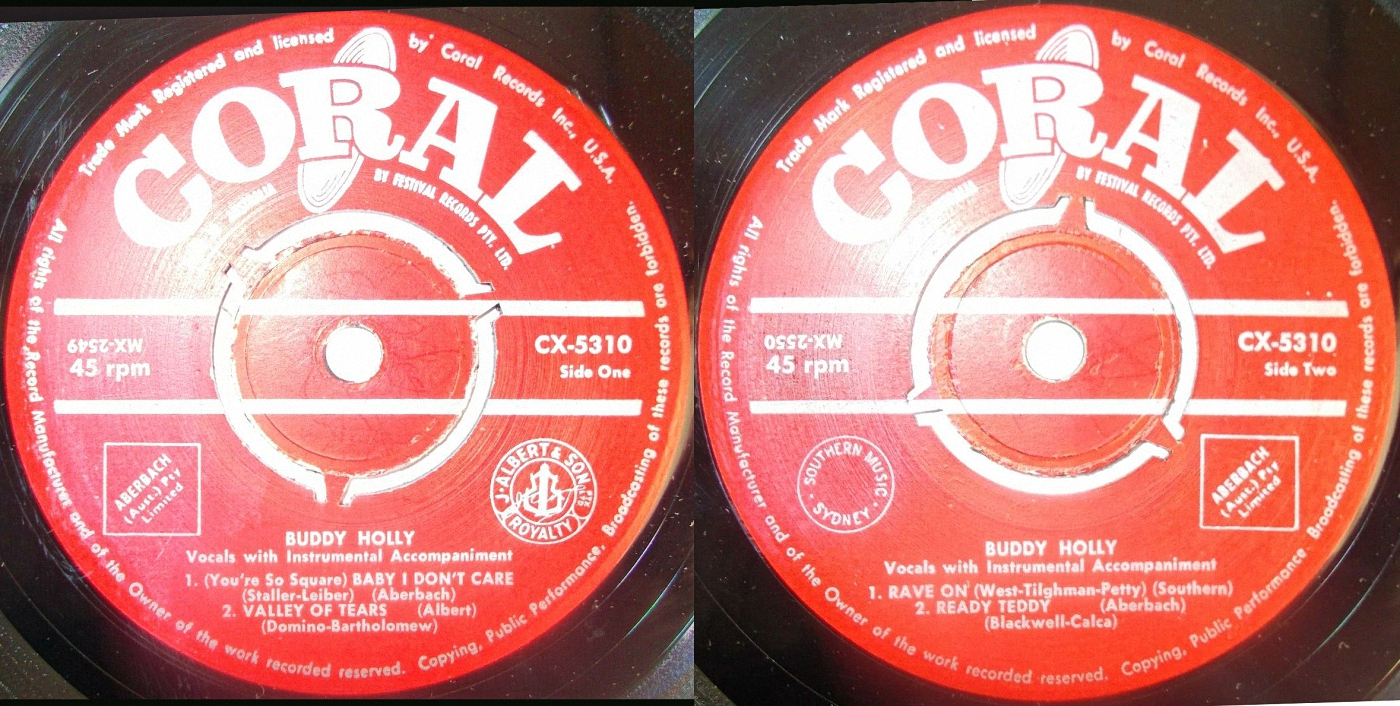 Trade Mark Registered and licensed by Coral Records Inc., U.S.A.
CORAL
BY FESTIVAL RECORDS PTY. LTD.
MX-2549
45 rpm
CX-5310
Side One
ABERBACH
(Aust.) Pty
Limited
J. ALBERT & SON
ROYALTY
BUDDY HOLLY
Vocals with Instrumental Accompaniment
1. (You're So Square) BABY I DON'T CARE
(Staller-Leiber) (Aberbach)
2. VALLEY OF TEARS (Albert)
(Domino-Bartholomew)
All rights of the Record Manufacturer and of the Owner of the work recorded reserved. Copying, Public Performance, Broadcasting of these records are forbidden.
Trade Mark Registered and licensed by Coral Records Inc., U.S.A.
CORAL
BY FESTIVAL RECORDS PTY. LTD.
MX-2550
45 rpm
CX-5310
Side Two
SOUTHERN MUSIC
SYDNEY
ABERBACH
(Aust.) Pty
Limited
BUDDY HOLLY
Vocals with Instrumental Accompaniment
1. RAVE ON (West-Tilghman-Petty) (Southern)
2. READY TEDDY (Aberbach)
(Blackwell-Calca)
All rights of the Record Manufacturer and of the Owner of the work recorded reserved. Copying, Public Performance, Broadcasting of these records are forbidden.